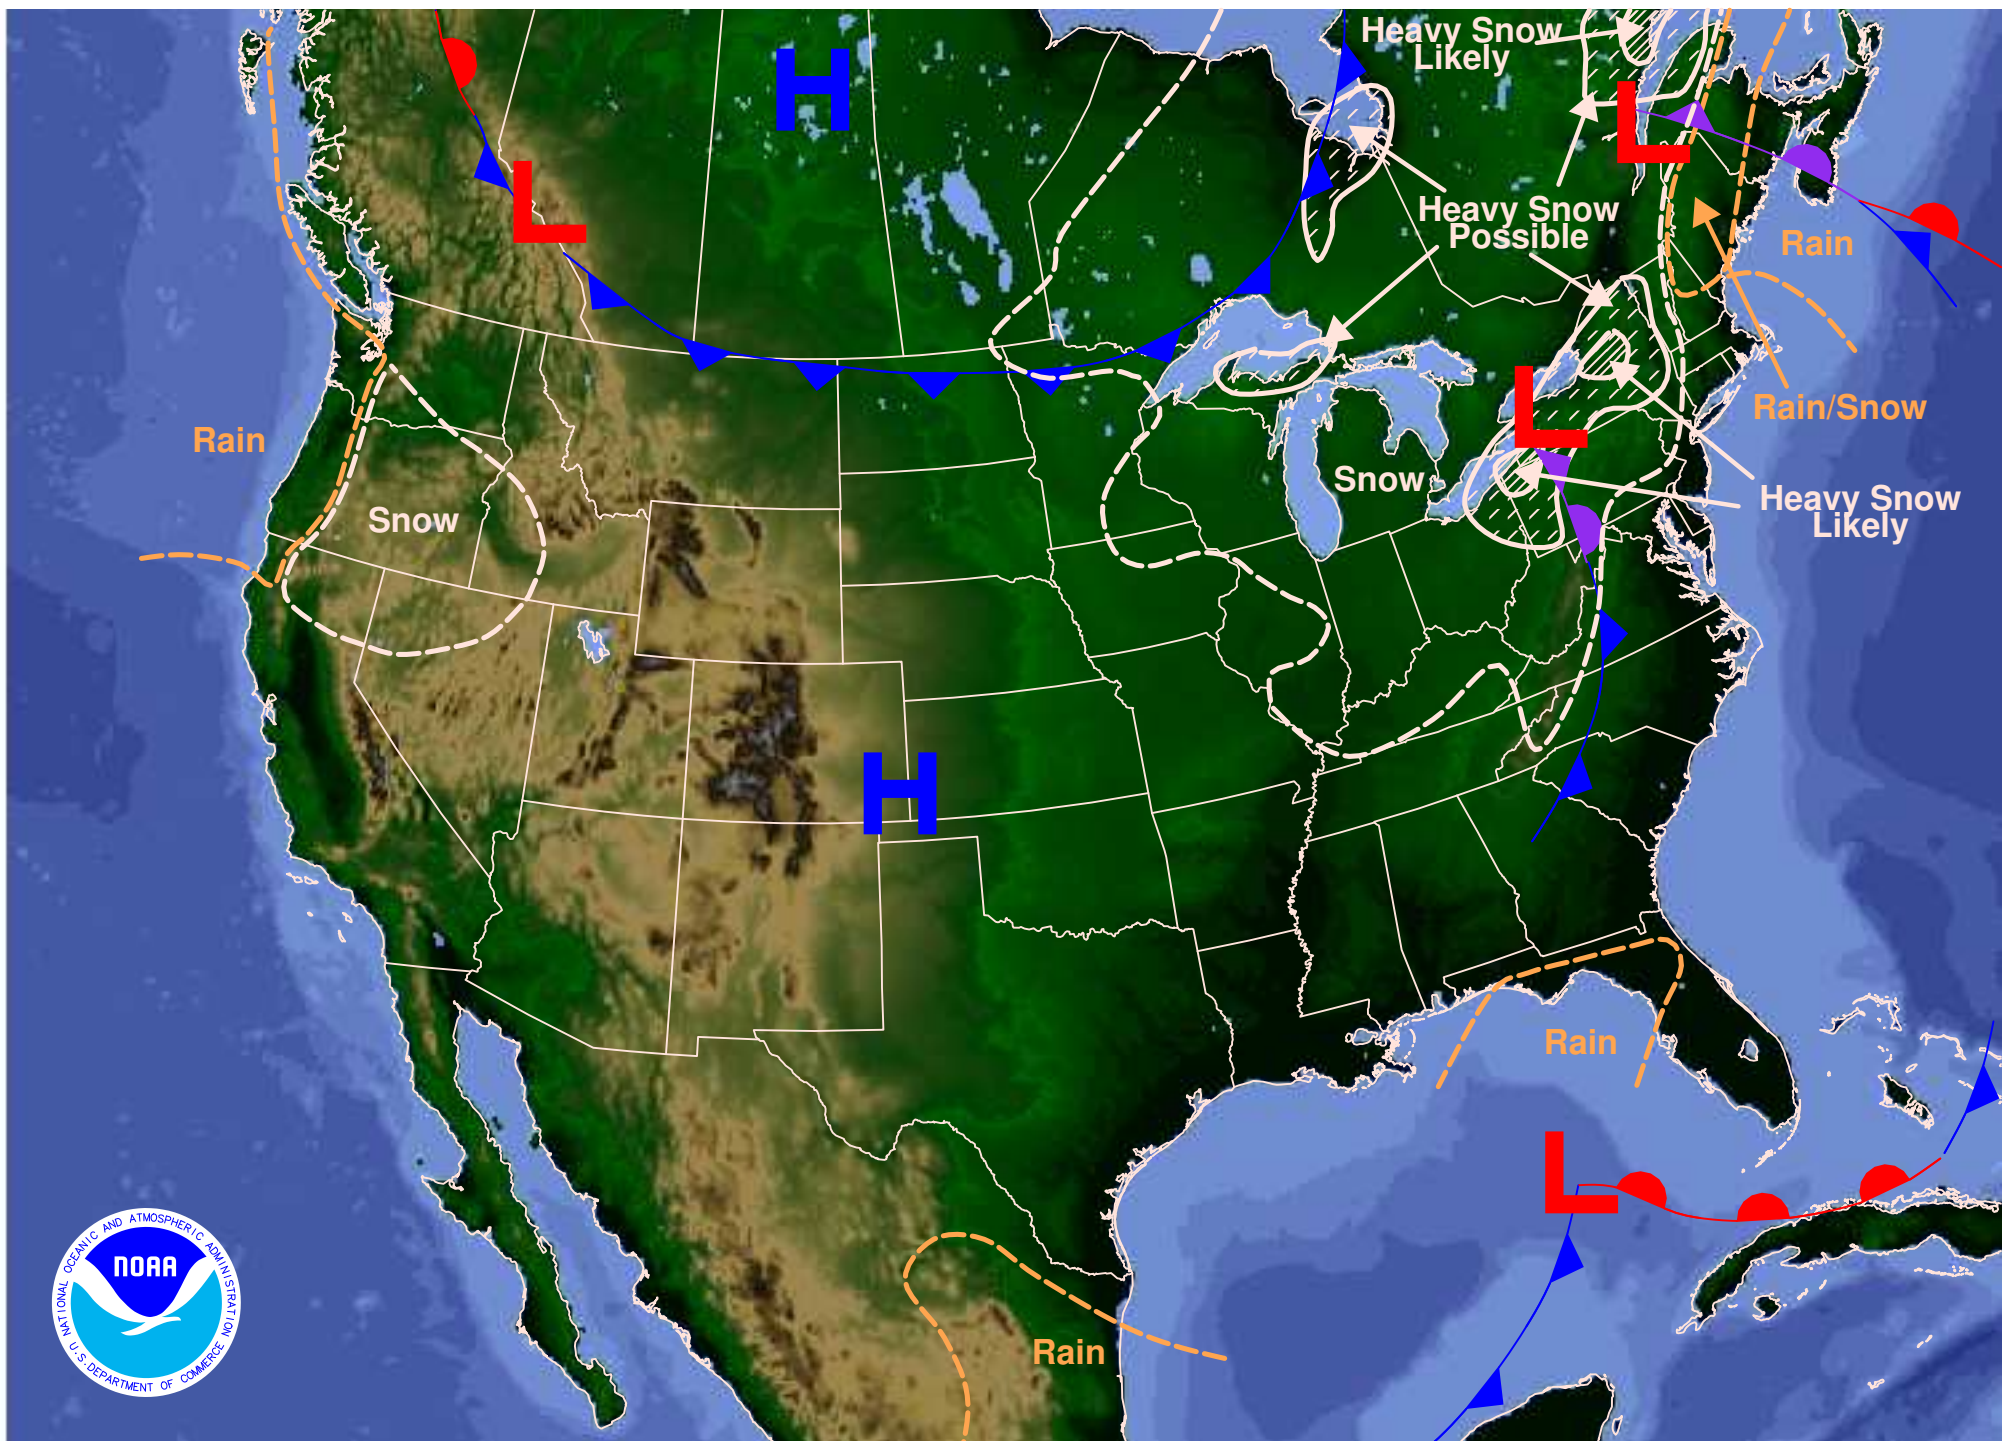 Heavy Snow
Likely
H
L
L
Heavy Snow
Possible
Rain
Rain/Snow
Rain
L
Snow
Heavy Snow
Likely
Snow
H
Rain
L
Rain
NATIONAL OCEANIC AND ATMOSPHERIC ADMINISTRATION
NOAA
U.S. DEPARTMENT OF COMMERCE